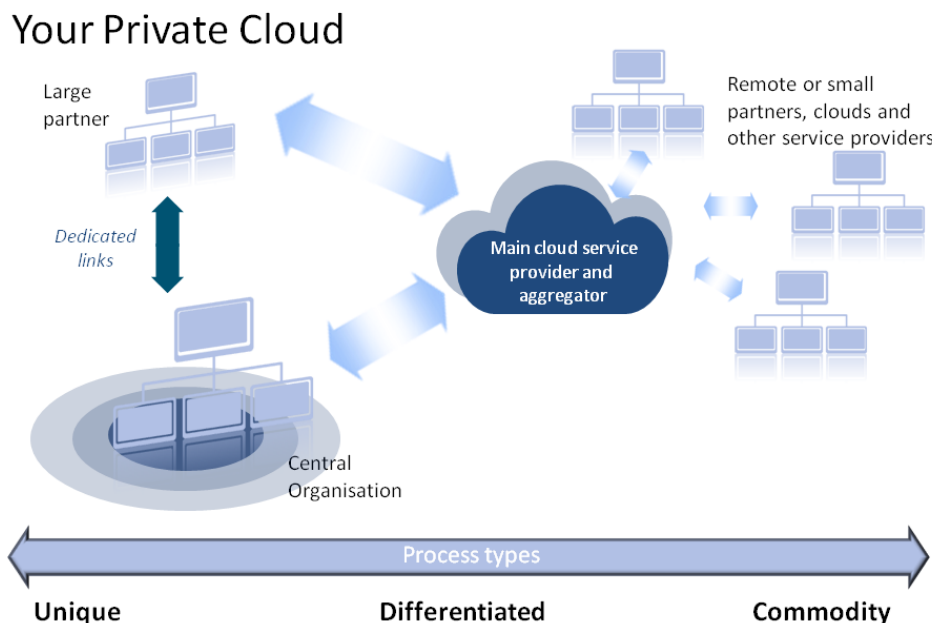 Your Private Cloud
Large
partner
Remote or small
partners, clouds and
other service providers
Dedicated
links
Main cloud service
provider and
aggregator
Central
Organisation
Process types
Unique
Differentiated
Commodity